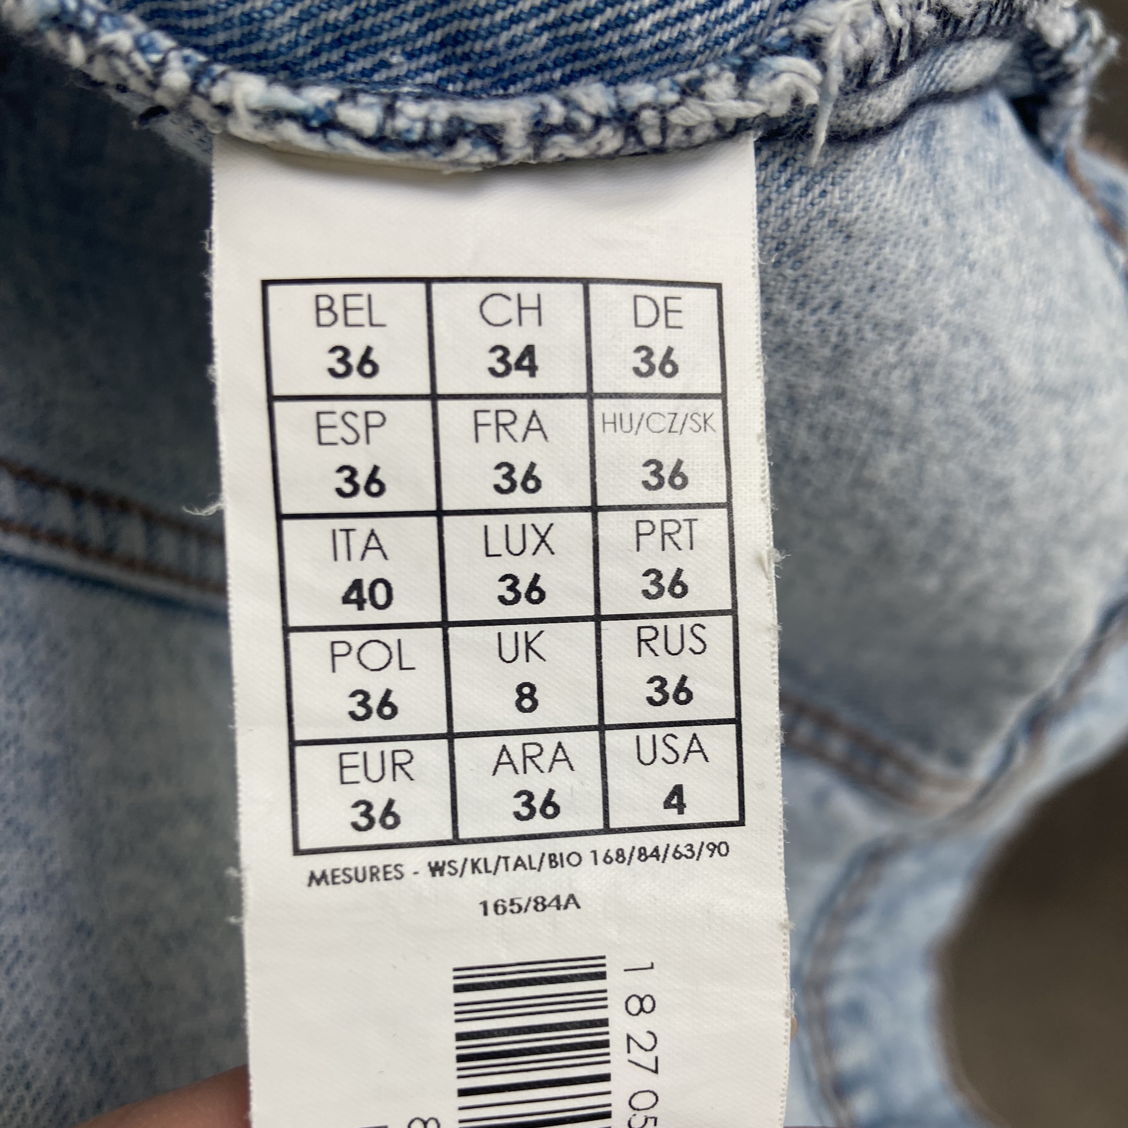 BEL CH DE
36 34 36
ESP FRA HU/CZ/SK
36 36 36
ITA LUX PRT
40 36 36
POL UK RUS
36 8 36
EUR ARA USA
36 36 4
MESURES - WS/KL/TAL/BIO 168/84/63/90
165/84A
1 8 27 05
8